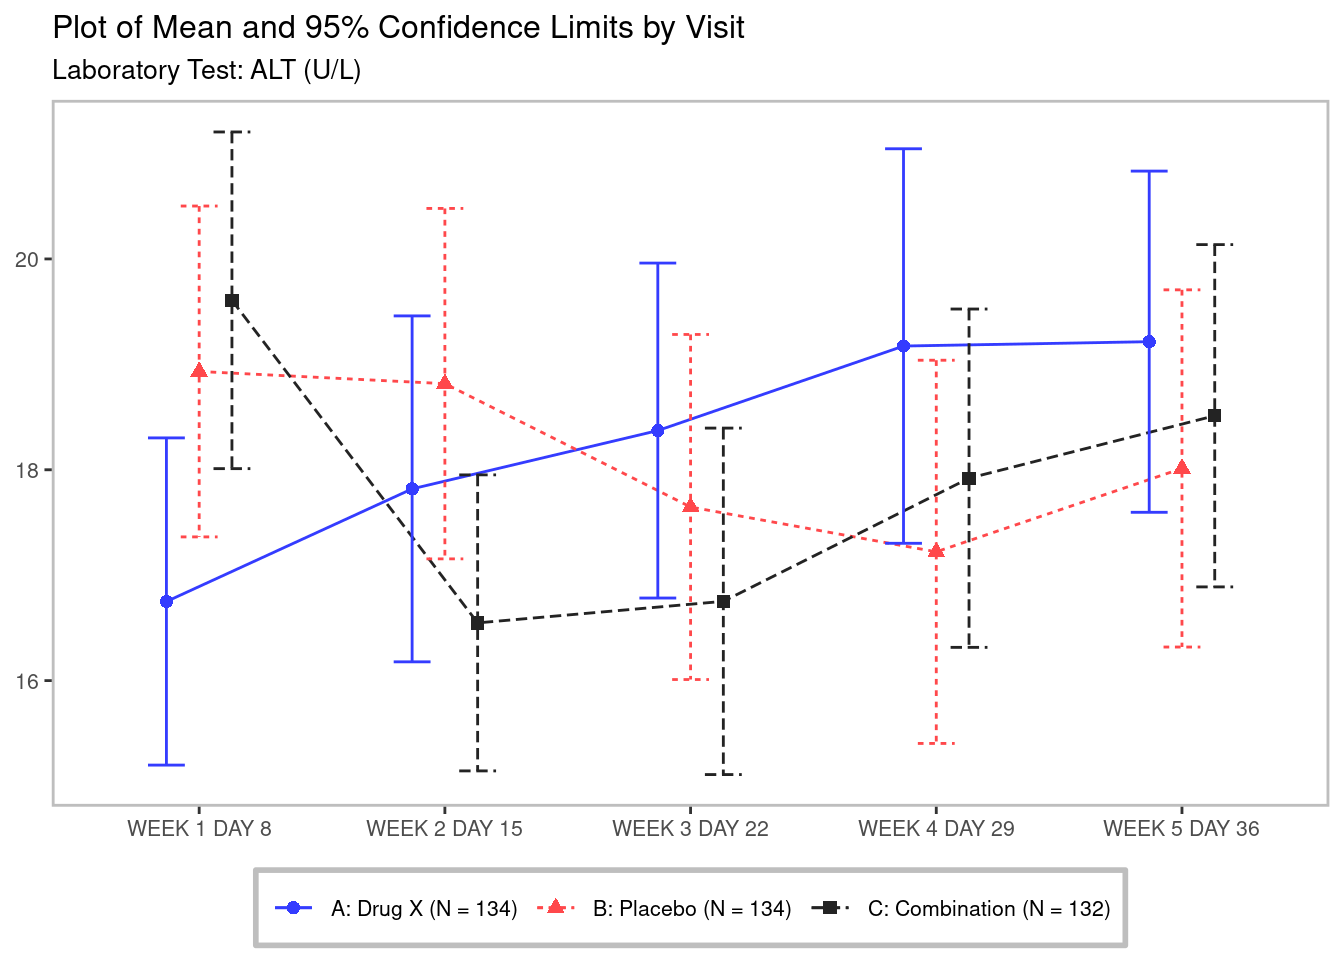 Plot of Mean and 95% Confidence Limits by Visit
Laboratory Test: ALT (U/L)
20
18
16
WEEK 1 DAY 8
WEEK 2 DAY 15
WEEK 3 DAY 22
WEEK 4 DAY 29
WEEK 5 DAY 36
A: Drug X (N = 134)
B: Placebo (N = 134)
C: Combination (N = 132)